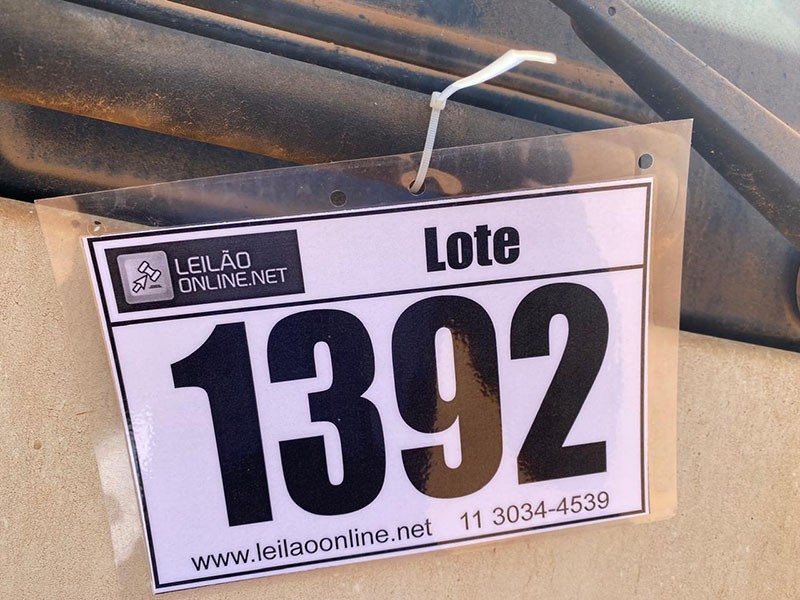 LEILÃO
ONLINE.NET
Lote
1392
www.leilaoonline.net 11 3034-4539